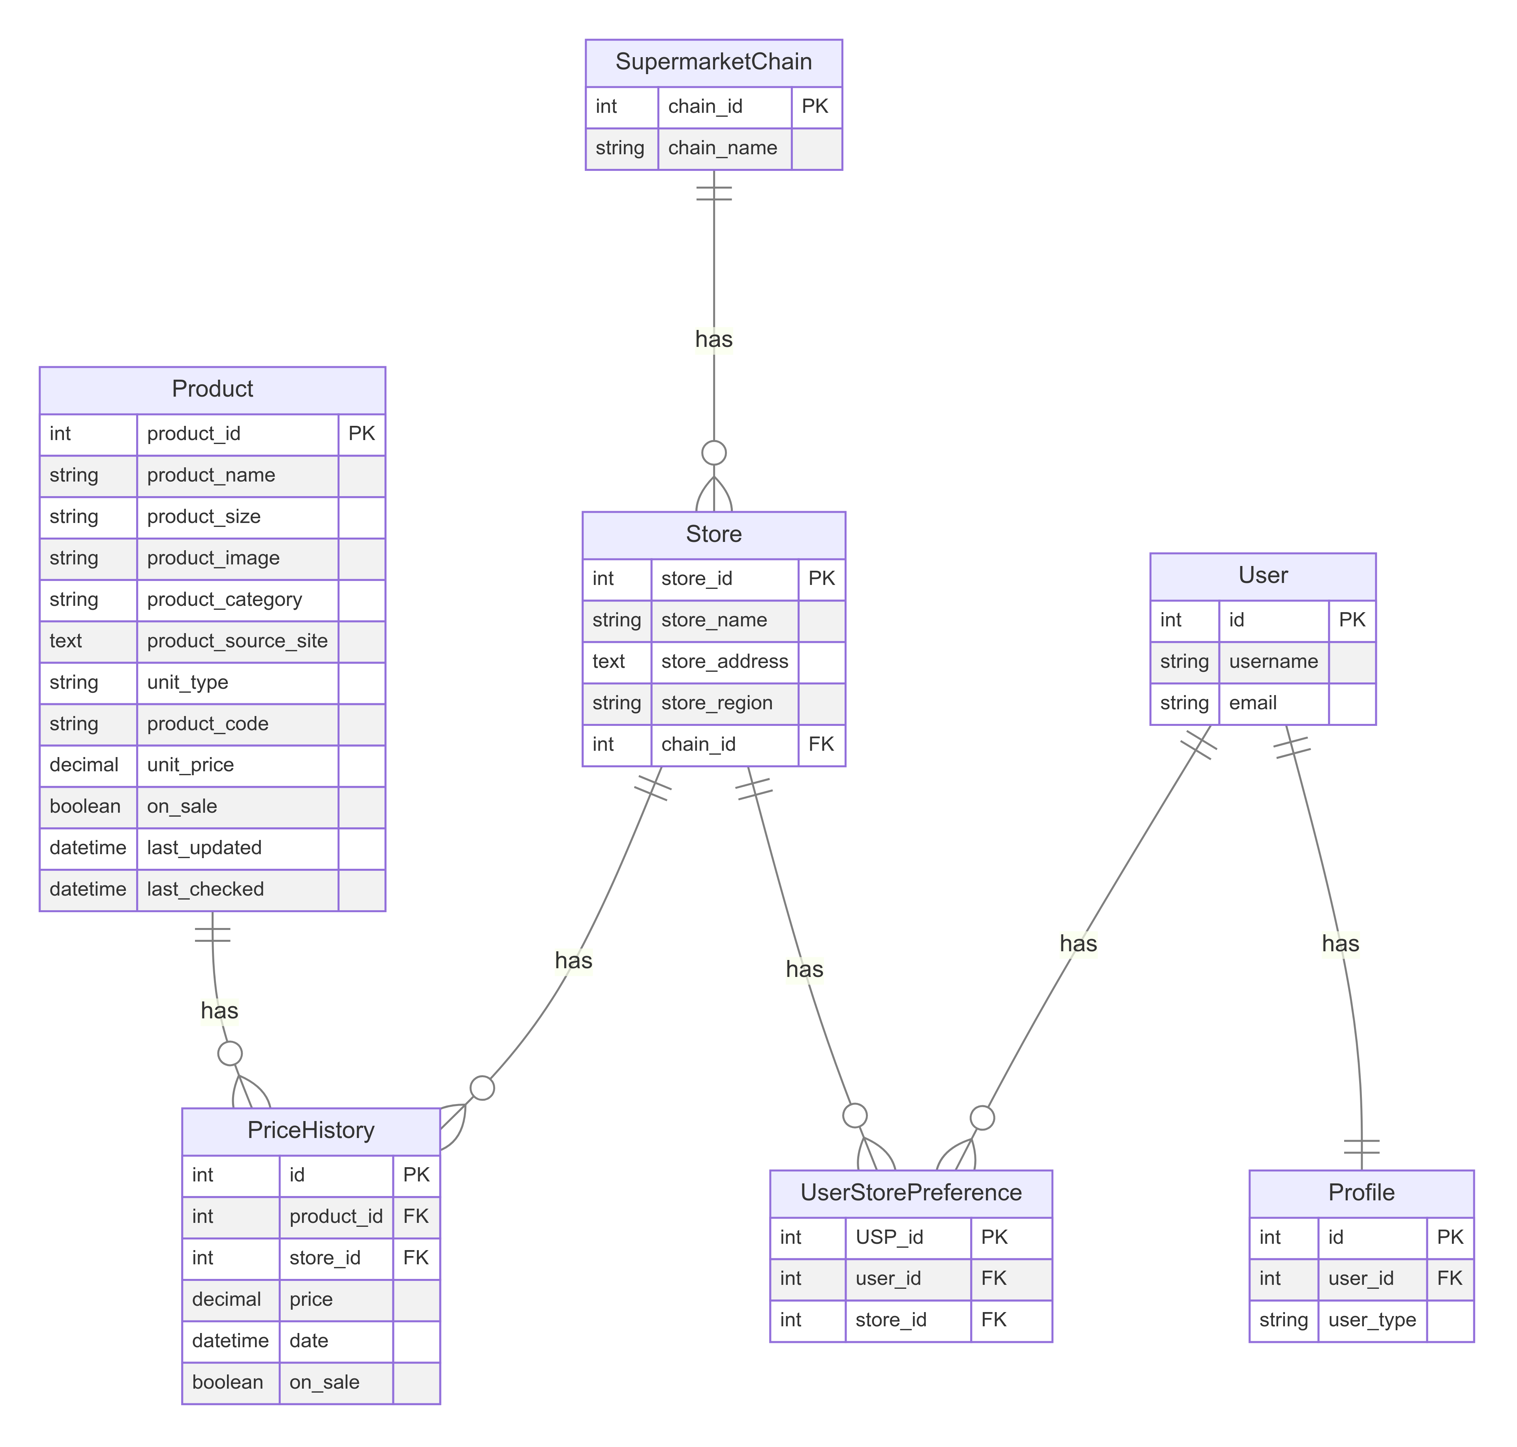 SupermarketChain
int chain_id PK
string chain_name
has
Product
int product_id PK
string product_name
string product_size
string product_image
string product_category
text product_source_site
string unit_type
string product_code
decimal unit_price
boolean on_sale
datetime last_updated
datetime last_checked
Store
int store_id PK
string store_name
text store_address
string store_region
int chain_id FK
User
int id PK
string username
string email
has
has
has
has
has
PriceHistory
int id PK
int product_id FK
int store_id FK
decimal price
datetime date
boolean on_sale
UserStorePreference
int USP_id PK
int user_id FK
int store_id FK
Profile
int id PK
int user_id FK
string user_type